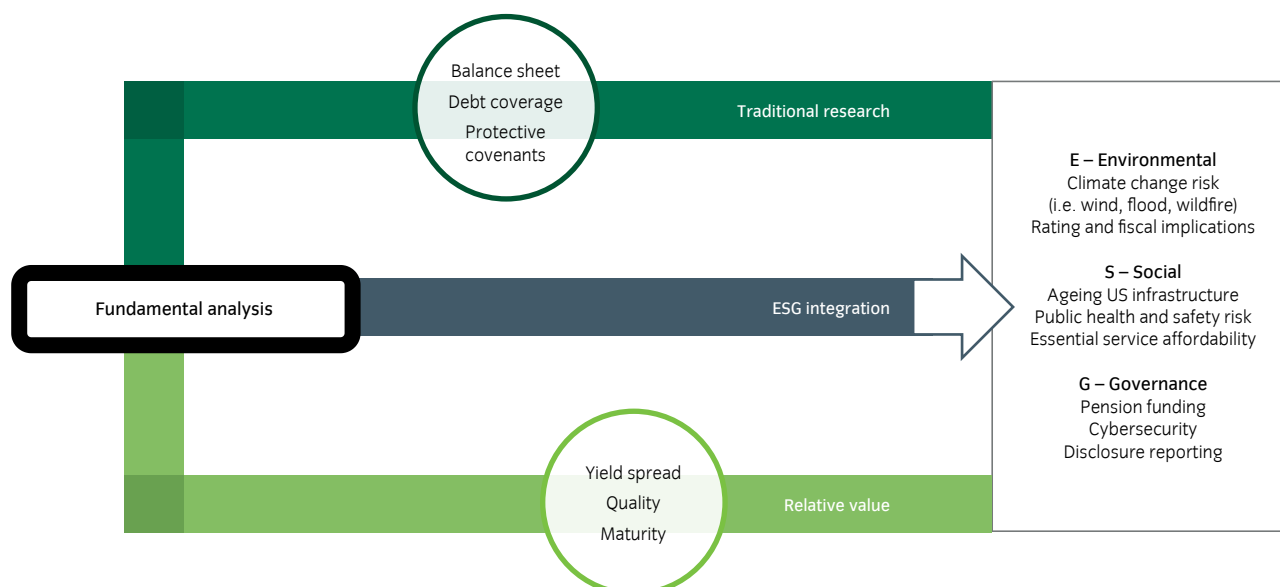 Balance sheet
Debt coverage
Protective
covenants
Traditional research
Fundamental analysis
ESG integration
Yield spread
Quality
Maturity
Relative value
E – Environmental
Climate change risk
(i.e. wind, flood, wildfire)
Rating and fiscal implications
S – Social
Ageing US infrastructure
Public health and safety risk
Essential service affordability
G – Governance
Pension funding
Cybersecurity
Disclosure reporting